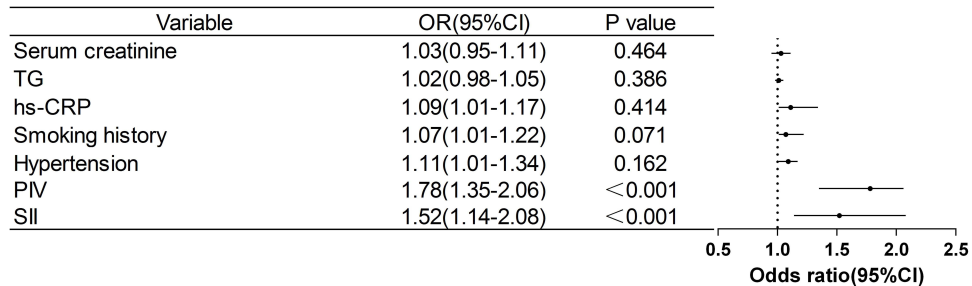 Variable OR(95%CI) P value
Serum creatinine 1.03(0.95-1.11) 0.464
TG 1.02(0.98-1.05) 0.386
hs-CRP 1.09(1.01-1.17) 0.414
Smoking history 1.07(1.01-1.22) 0.071
Hypertension 1.11(1.01-1.34) 0.162
PIV 1.78(1.35-2.06) ＜0.001
SII 1.52(1.14-2.08) ＜0.001
0.5 1.0 1.5 2.0 2.5
Odds ratio(95%CI)